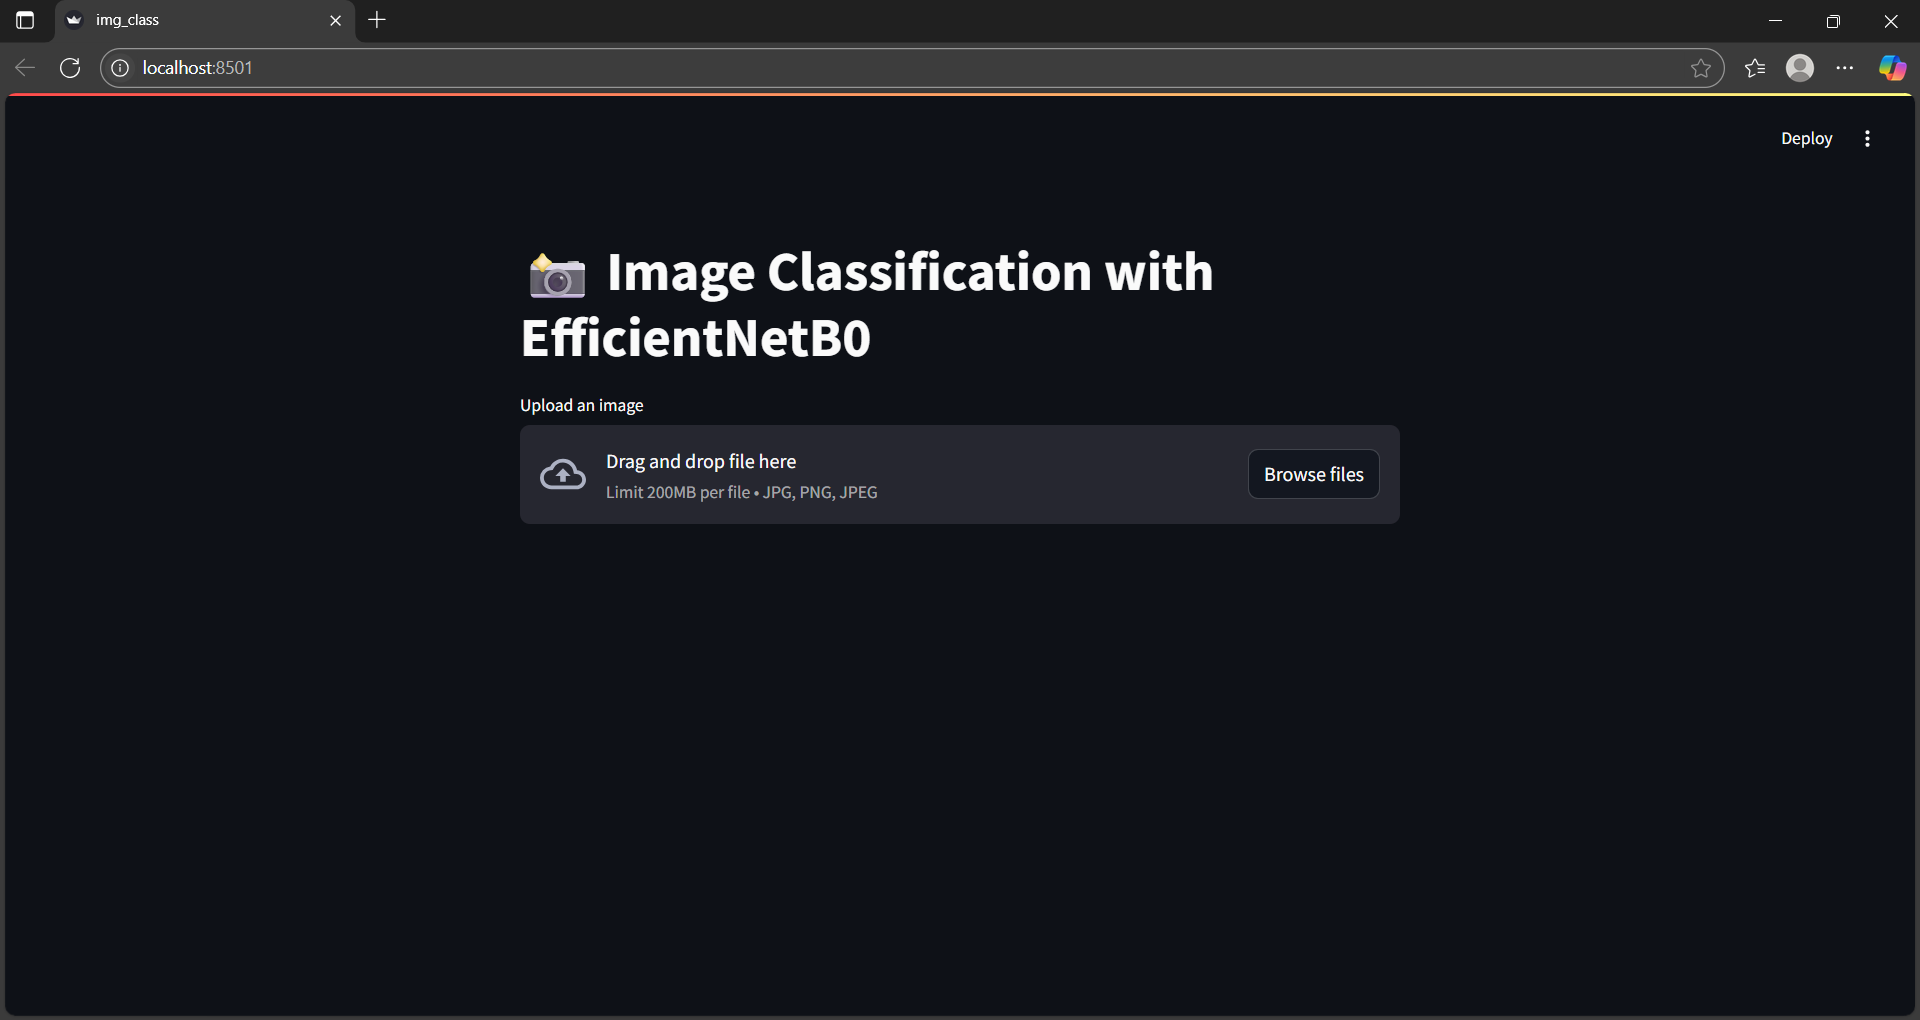 img_class
localhost:8501
Deploy
Image Classification with
EfficientNetB0
Upload an image
Drag and drop file here
Limit 200MB per file • JPG, PNG, JPEG
Browse files